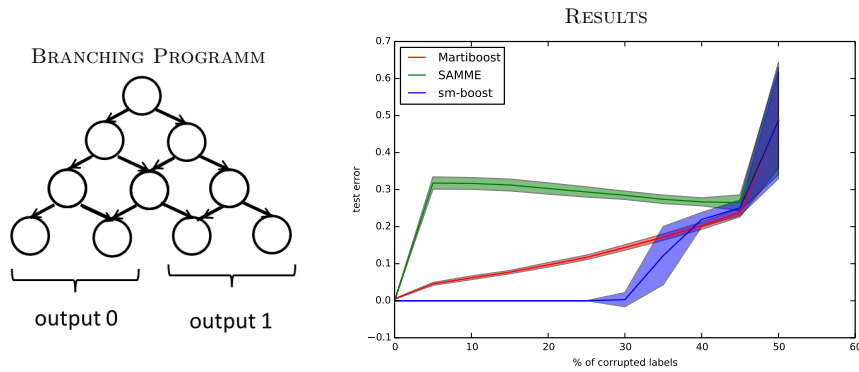 BRANCHING PROGRAMM
output 0
output 1
RESULTS
Martiboost
SAMME
sm-boost
test error
0.7
0.6
0.5
0.4
0.3
0.2
0.1
0.0
−0.1
0 10 20 30 40 50 60
% of corrupted labels